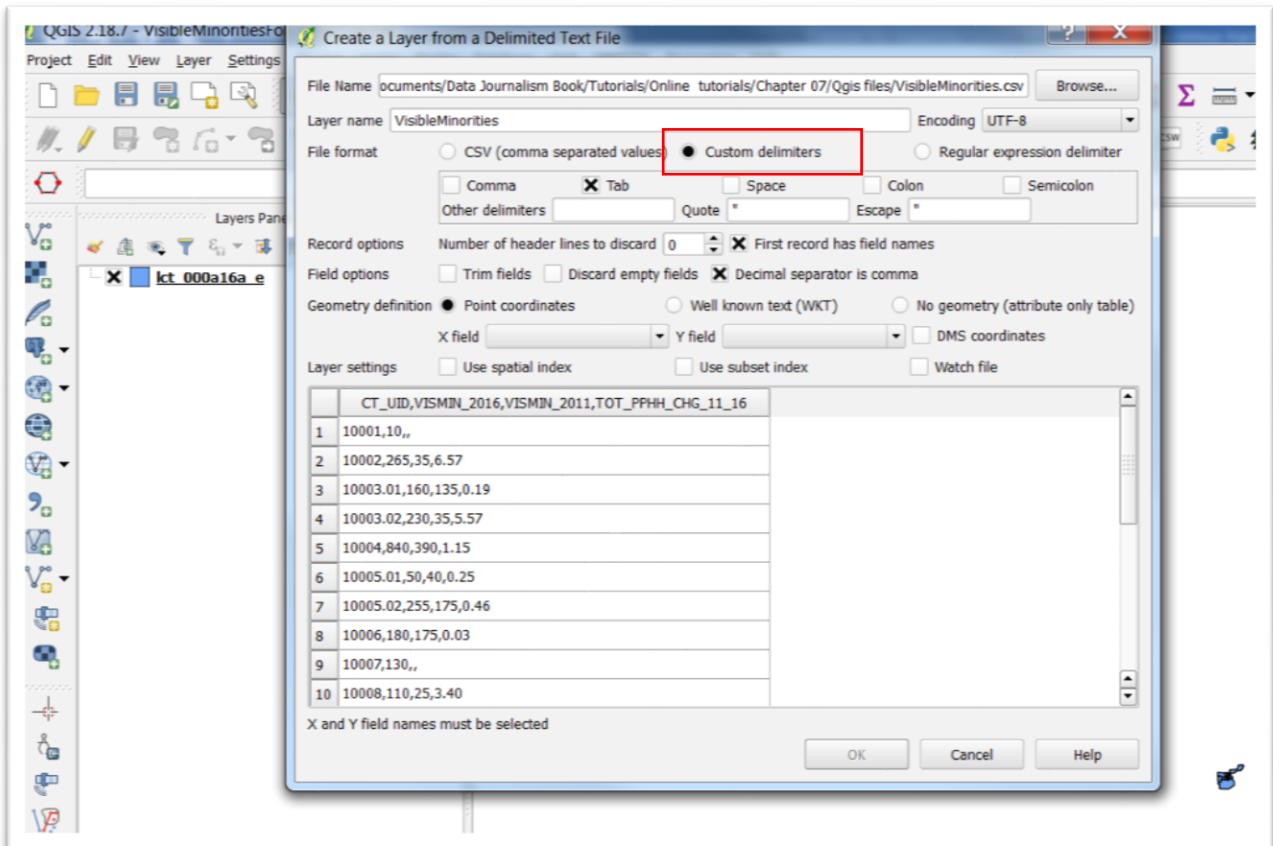 QGIS 2.18.7 - VisibleMinoritiesFo
Create a Layer from a Delimited Text File
Project Edit View Layer Settings
File Name ocuments/Data Journalism Book/Tutorials/Online tutorials/Chapter 07/Qgis files/VisibleMinorities.csv Browse...
Layer name VisibleMinorities Encoding UTF-8
File format CSV (comma separated values) Custom delimiters Regular expression delimiter
Comma Tab Space Colon Semicolon
Other delimiters Quote " Escape "
Layers Pane
Record options Number of header lines to discard 0 First record has field names
Field options Trim fields Discard empty fields Decimal separator is comma
kt_000a16a_e
Geometry definition Point coordinates Well known text (WKT) No geometry (attribute only table)
X field Y field DMS coordinates
Layer settings Use spatial index Use subset index Watch file
CT_UID,VISMIN_2016,VISMIN_2011,TOT_PPHH_CHG_11_16
1 10001,10,,
2 10002,265,35,6.57
3 10003.01,160,135,0.19
4 10003.02,230,35,5.57
5 10004,840,390,1.15
6 10005.01,50,40,0.25
7 10005.02,255,175,0.46
8 10006,180,175,0.03
9 10007,130,,
10 10008,110,25,3.40
X and Y field names must be selected
OK Cancel Help